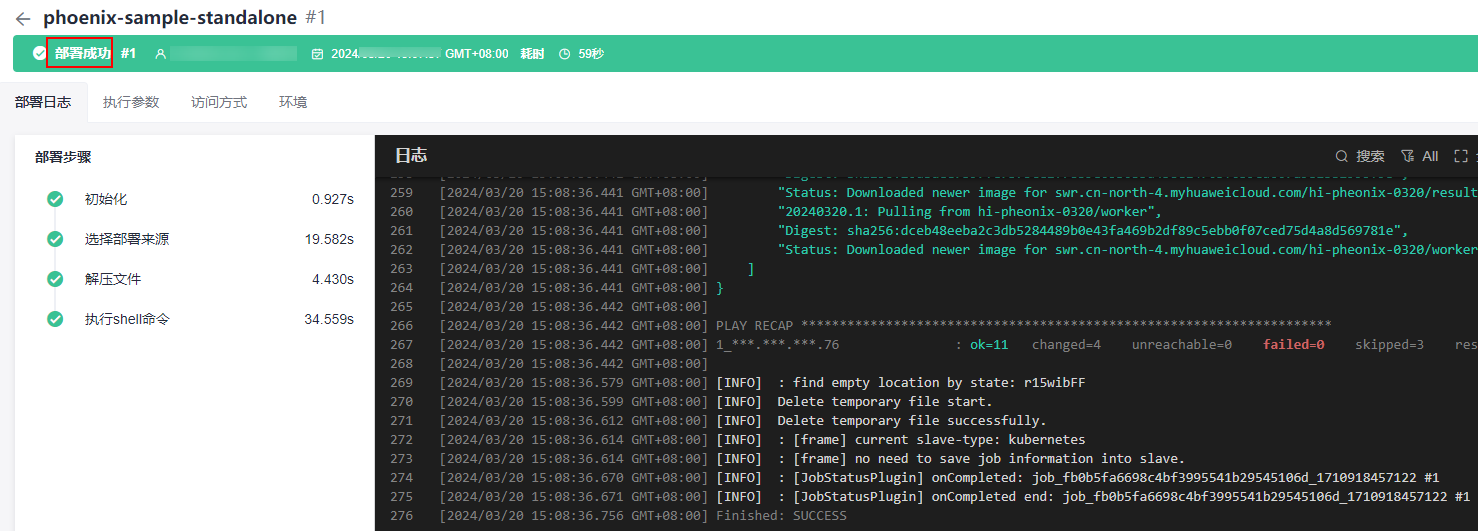 phoenix-sample-standalone #1
部署成功 #1 2024 GMT+08:00 耗时 59秒
部署日志 执行参数 访问方式 环境
部署步骤
初始化 0.927s
选择部署来源 19.582s
解压文件 4.430s
执行shell命令 34.559s
日志 搜索 All
259 [2024/03/20 15:08:36.441 GMT+08:00] "Status: Downloaded newer image for swr.cn-north-4.myhuaweicloud.com/hi-pheonix-0320/result
260 [2024/03/20 15:08:36.441 GMT+08:00] "20240320.1: Pulling from hi-pheonix-0320/worker",
261 [2024/03/20 15:08:36.441 GMT+08:00] "Digest: sha256:dceb48eeba2c3db5284489b0e43fa469b2df89c5ebb0f07ced75d4a8d569781e",
262 [2024/03/20 15:08:36.441 GMT+08:00] "Status: Downloaded newer image for swr.cn-north-4.myhuaweicloud.com/hi-pheonix-0320/worker
263 [2024/03/20 15:08:36.441 GMT+08:00] ]
264 [2024/03/20 15:08:36.441 GMT+08:00] }
265 [2024/03/20 15:08:36.442 GMT+08:00]
266 [2024/03/20 15:08:36.442 GMT+08:00] PLAY RECAP *********************************************************************
267 [2024/03/20 15:08:36.442 GMT+08:00] 1_***.***.***.76 : ok=11 changed=4 unreachable=0 failed=0 skipped=3 res
268 [2024/03/20 15:08:36.442 GMT+08:00]
269 [2024/03/20 15:08:36.579 GMT+08:00] [INFO] : find empty location by state: r15wibFF
270 [2024/03/20 15:08:36.599 GMT+08:00] [INFO] Delete temporary file start.
271 [2024/03/20 15:08:36.612 GMT+08:00] [INFO] Delete temporary file successfully.
272 [2024/03/20 15:08:36.614 GMT+08:00] [INFO] : [frame] current slave-type: kubernetes
273 [2024/03/20 15:08:36.614 GMT+08:00] [INFO] : [frame] no need to save job information into slave.
274 [2024/03/20 15:08:36.670 GMT+08:00] [INFO] : [JobStatusPlugin] onCompleted: job_fb0b5fa6698c4bf3995541b29545106d_1710918457122 #1
275 [2024/03/20 15:08:36.671 GMT+08:00] [INFO] : [JobStatusPlugin] onCompleted end: job_fb0b5fa6698c4bf3995541b29545106d_1710918457122 #1
276 [2024/03/20 15:08:36.756 GMT+08:00] Finished: SUCCESS